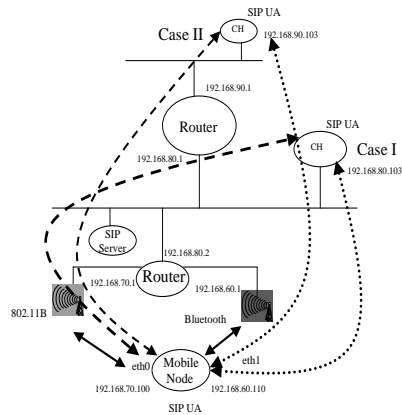 SIP UA
Case II
CH
192.168.90.103
192.168.90.1
Router
SIP UA
CH
Case I
192.168.80.1
192.168.80.103
SIP
Server
192.168.80.2
Router
192.168.70.1
192.168.60.1
802.11B
Bluetooth
eth0
Mobile
Node
eth1
192.168.70.100
192.168.60.110
SIP UA